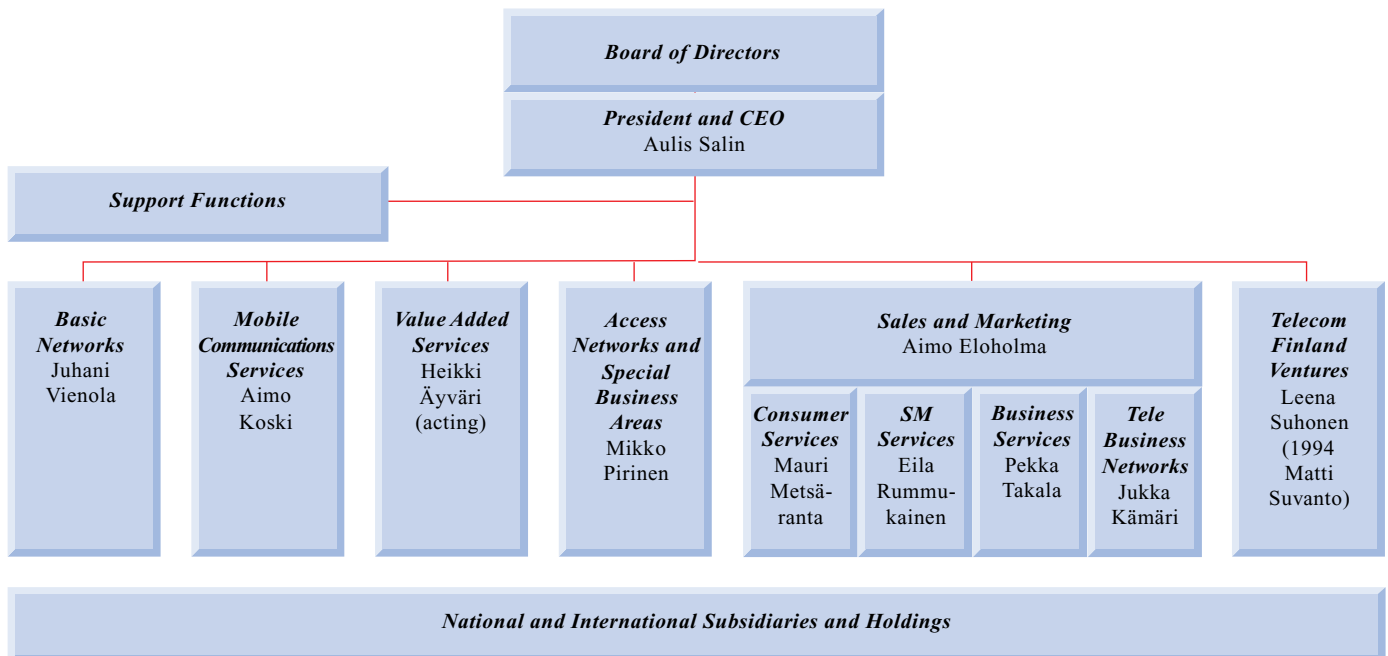 Board of Directors
President and CEO
Aulis Salin
Support Functions
Basic
Networks
Juhani
Vienola
Mobile
Communications
Services
Aimo
Koski
Value Added
Services
Heikki
Äyväri
(acting)
Access
Networks and
Special
Business
Areas
Mikko
Pirinen
Sales and Marketing
Aimo Eloholma
Consumer
Services
Mauri
Metsä-
ranta
SM
Services
Eila
Rummu-
kainen
Business
Services
Pekka
Takala
Tele
Business
Networks
Jukka
Kämäri
Telecom
Finland
Ventures
Leena
Suhonen
(1994
Matti
Suvanto)
National and International Subsidiaries and Holdings